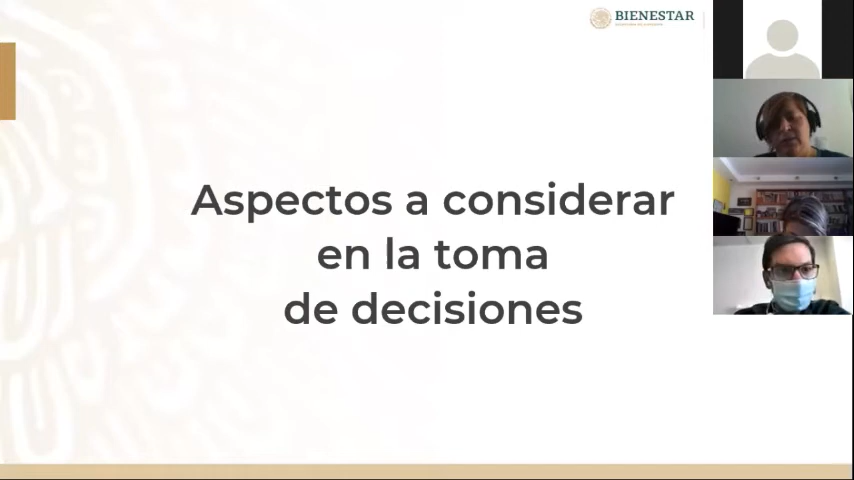 BIENESTAR
Aspectos a considerar
en la toma
de decisiones